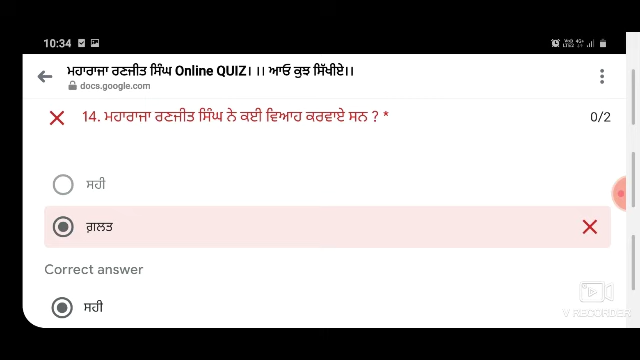 10:34
ਮਹਾਰਾਜਾ ਰਣਜੀਤ ਸਿੰਘ Online QUIZ। ।। ਆਓ ਕੁਝ ਸਿੱਖੀਏ।।
docs.google.com
14. ਮਹਾਰਾਜਾ ਰਣਜੀਤ ਸਿੰਘ ਨੇ ਕਈ ਵਿਆਹ ਕਰਵਾਏ ਸਨ ? * 0/2
ਸਹੀ
ਗ਼ਲਤ
Correct answer
ਸਹੀ
V RECORDER